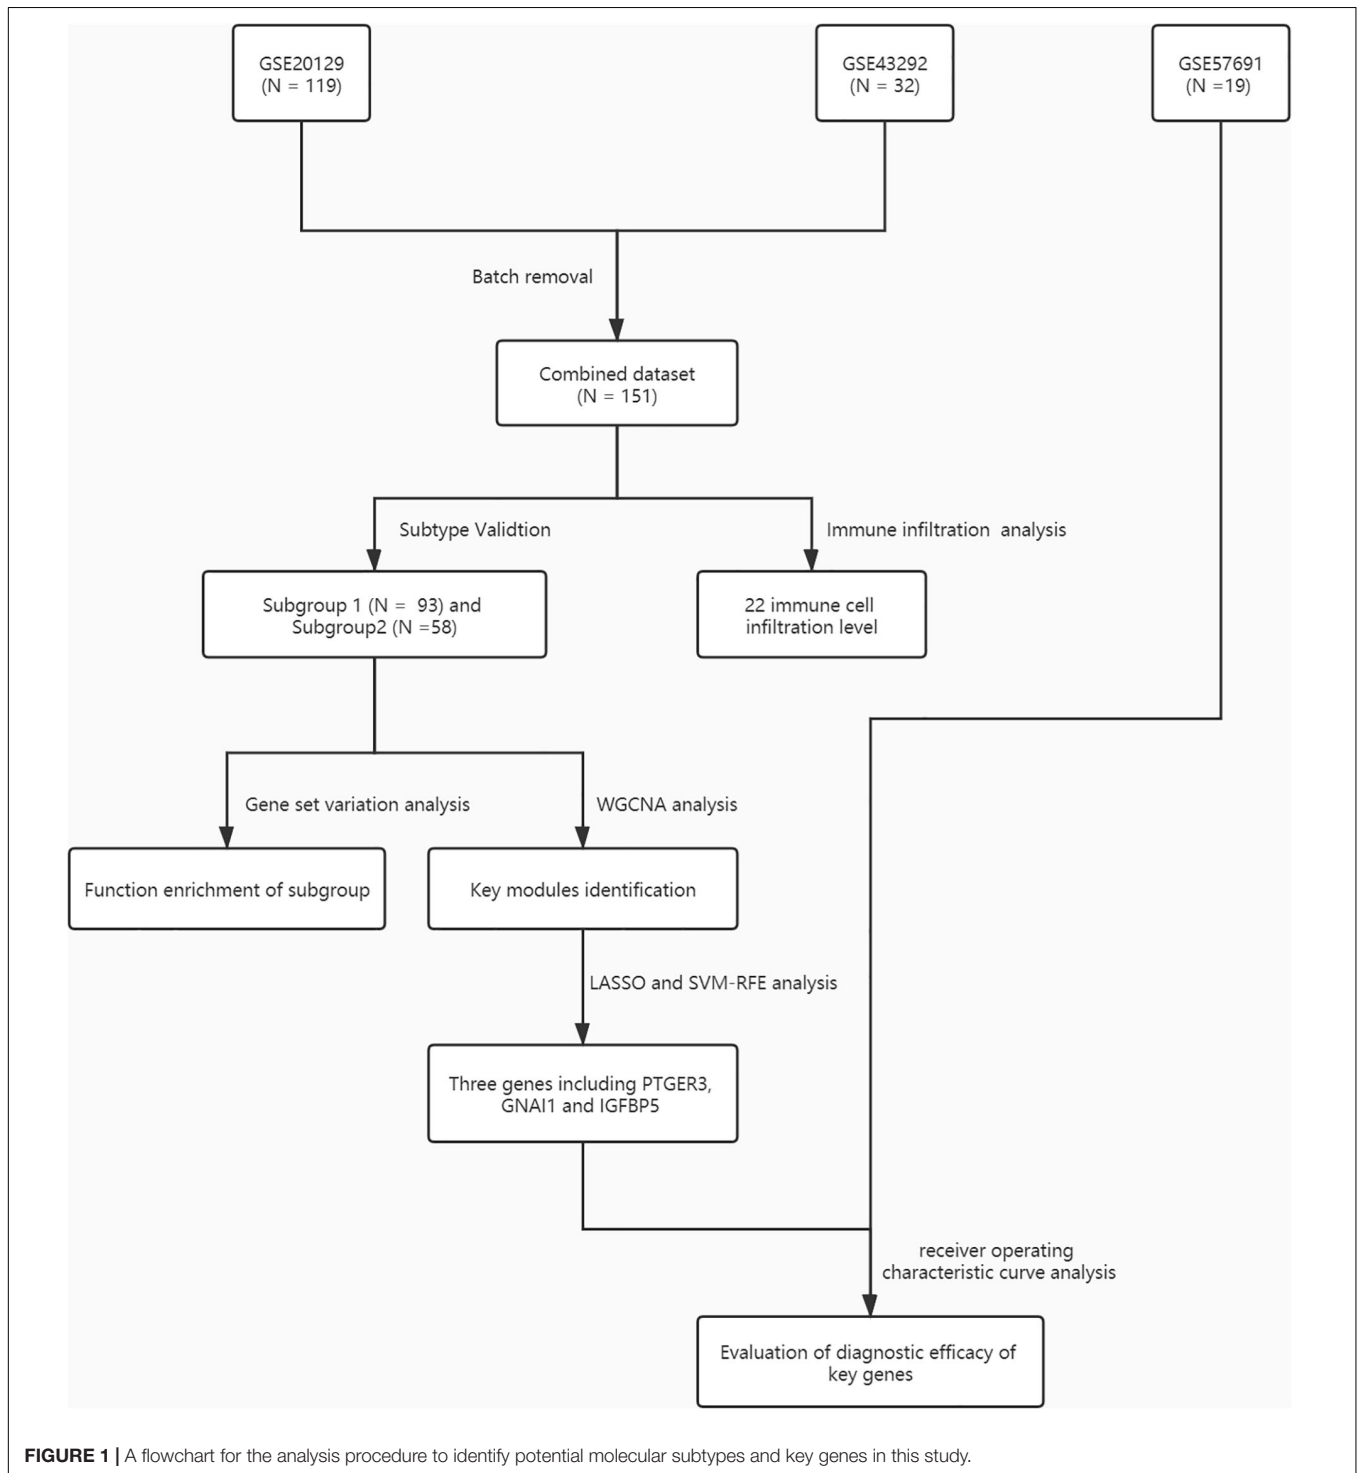 GSE20129
(N = 119)
GSE43292
(N = 32)
GSE57691
(N =19)
Batch removal
Combined dataset
(N = 151)
Subtype Validtion
Immune infiltration  analysis
Subgroup 1 (N =  93) and
Subgroup2 (N =58)
22 immune cell
infiltration level
Gene set variation analysis
WGCNA analysis
Function enrichment of subgroup
Key modules identification
LASSO and SVM-RFE analysis
Three genes including PTGER3,
GNAI1 and IGFBP5
receiver operating
characteristic curve analysis
Evaluation of diagnostic efficacy of
key genes
FIGURE 1 | A flowchart for the analysis procedure to identify potential molecular subtypes and key genes in this study.